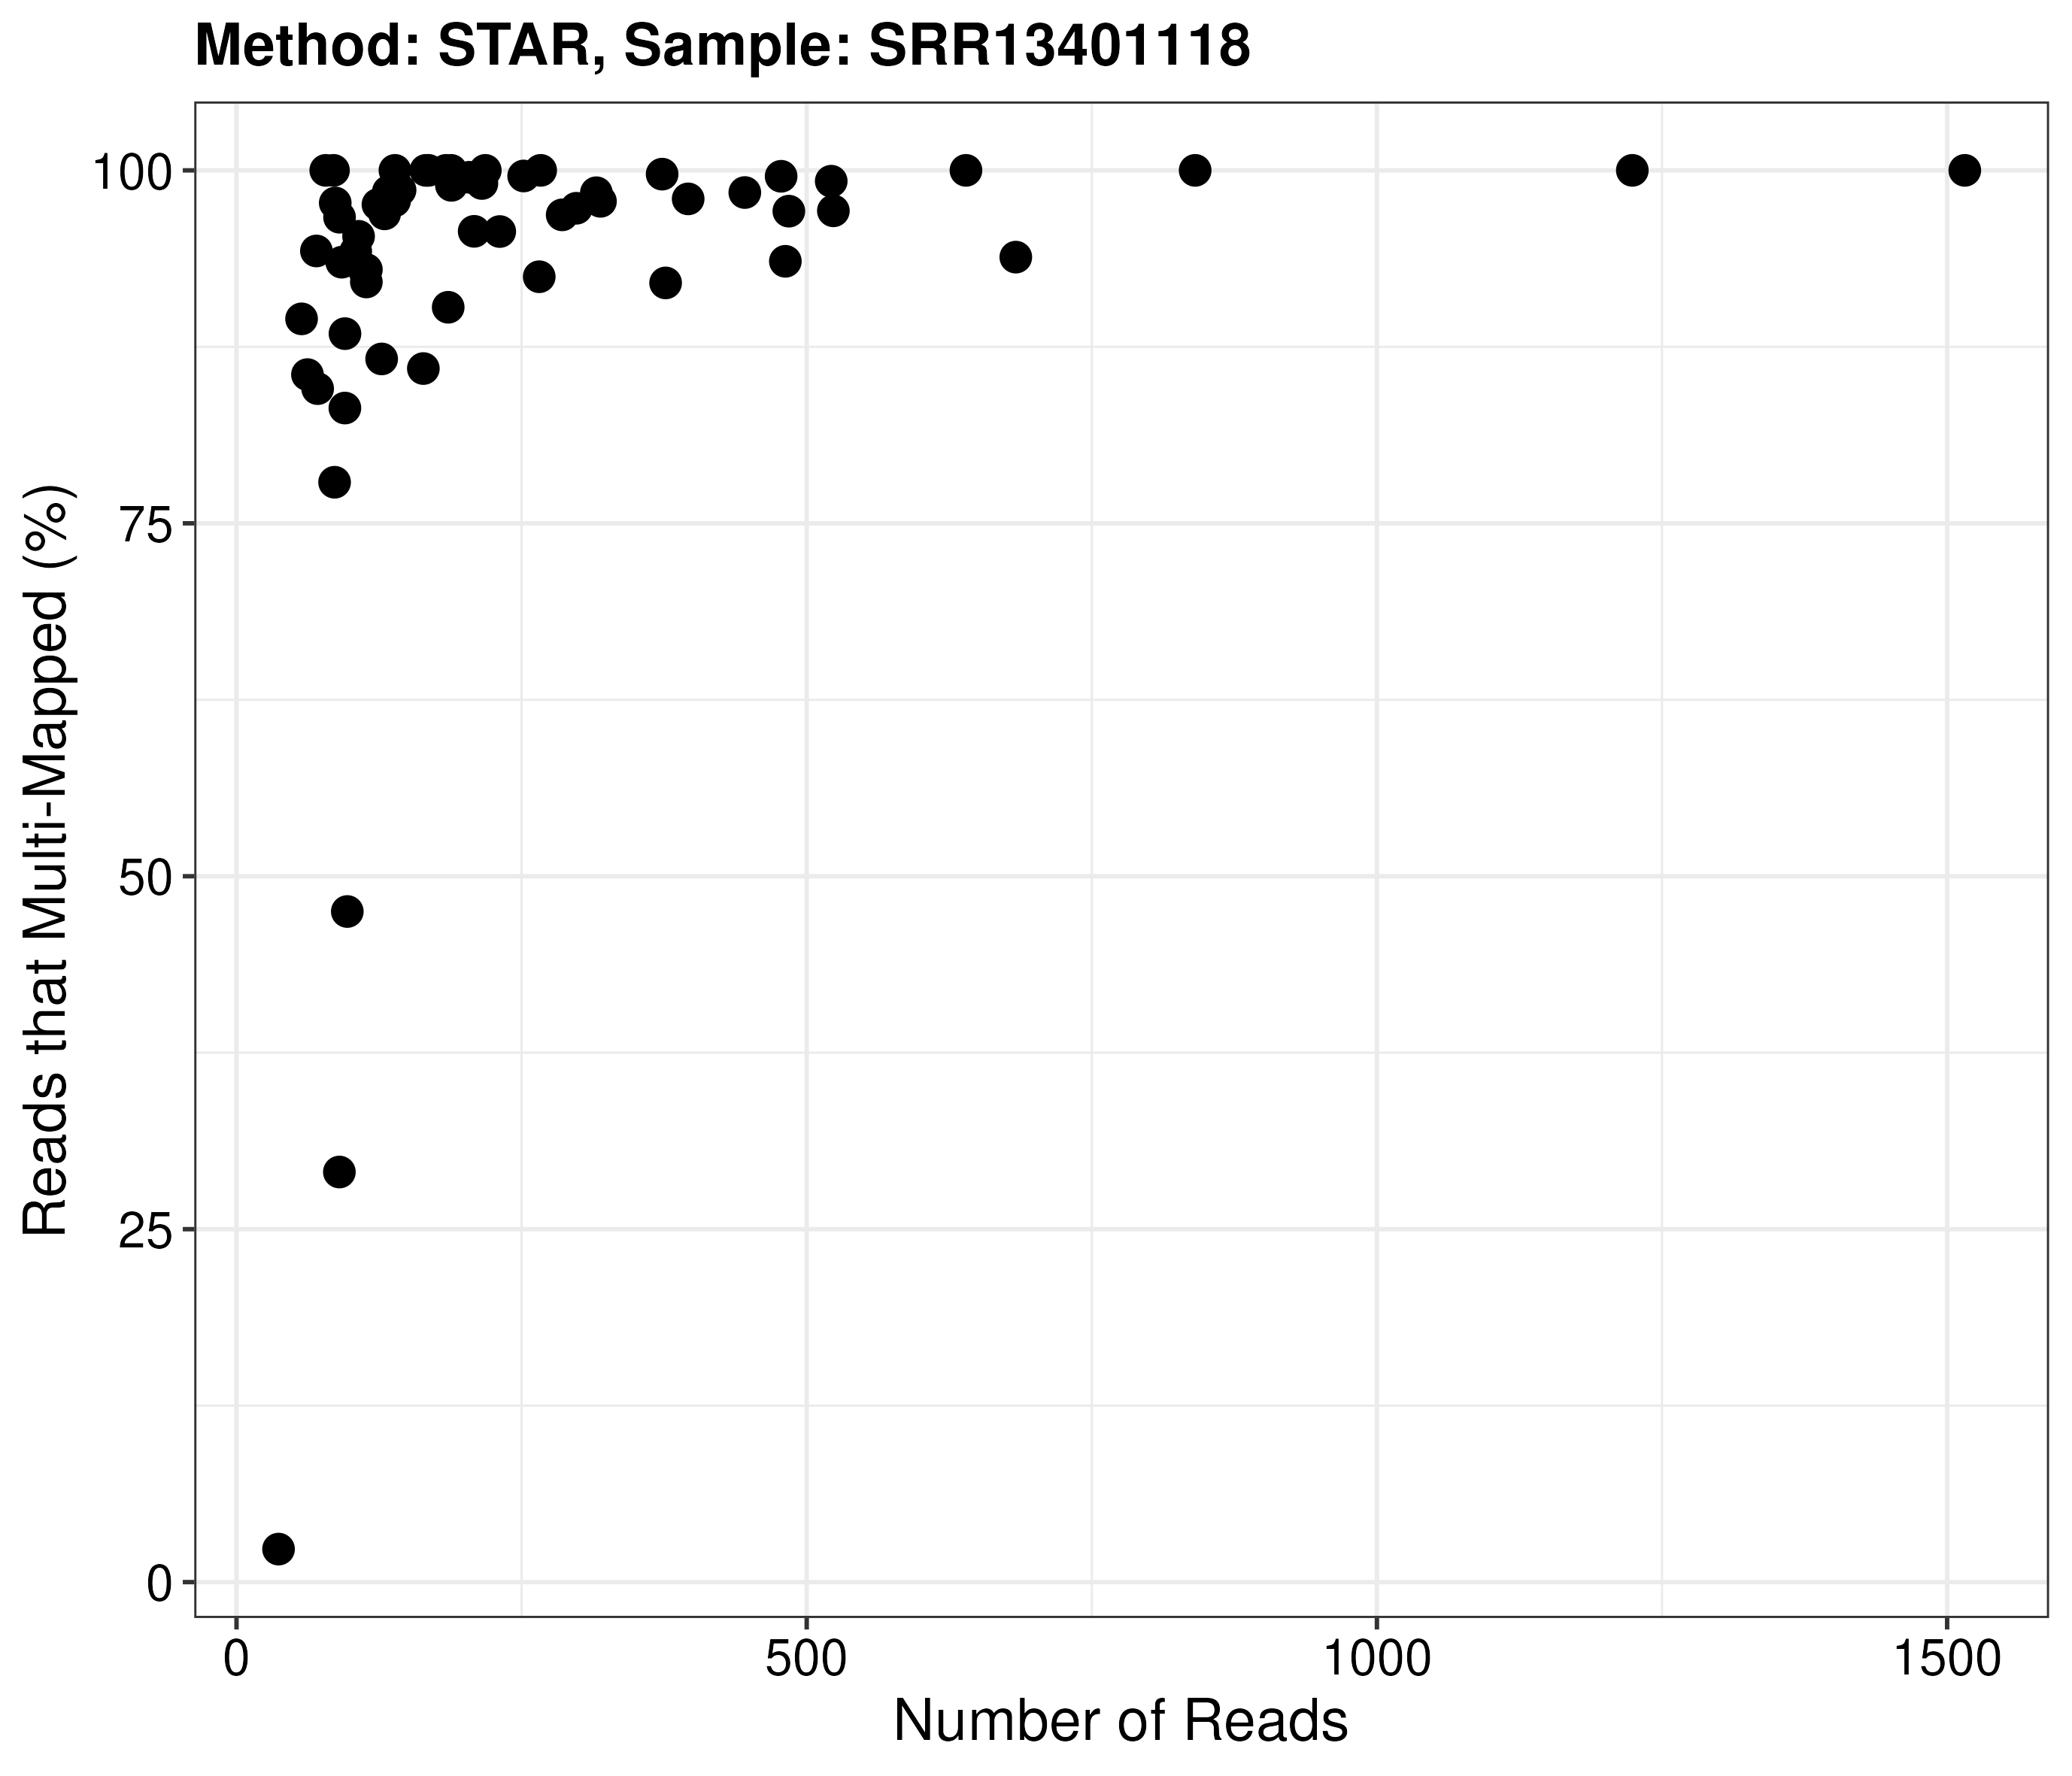 Method: STAR, Sample: SRR13401118
Reads that Multi-Mapped (%)
100
75
50
25
0
0 500 1000 1500
Number of Reads